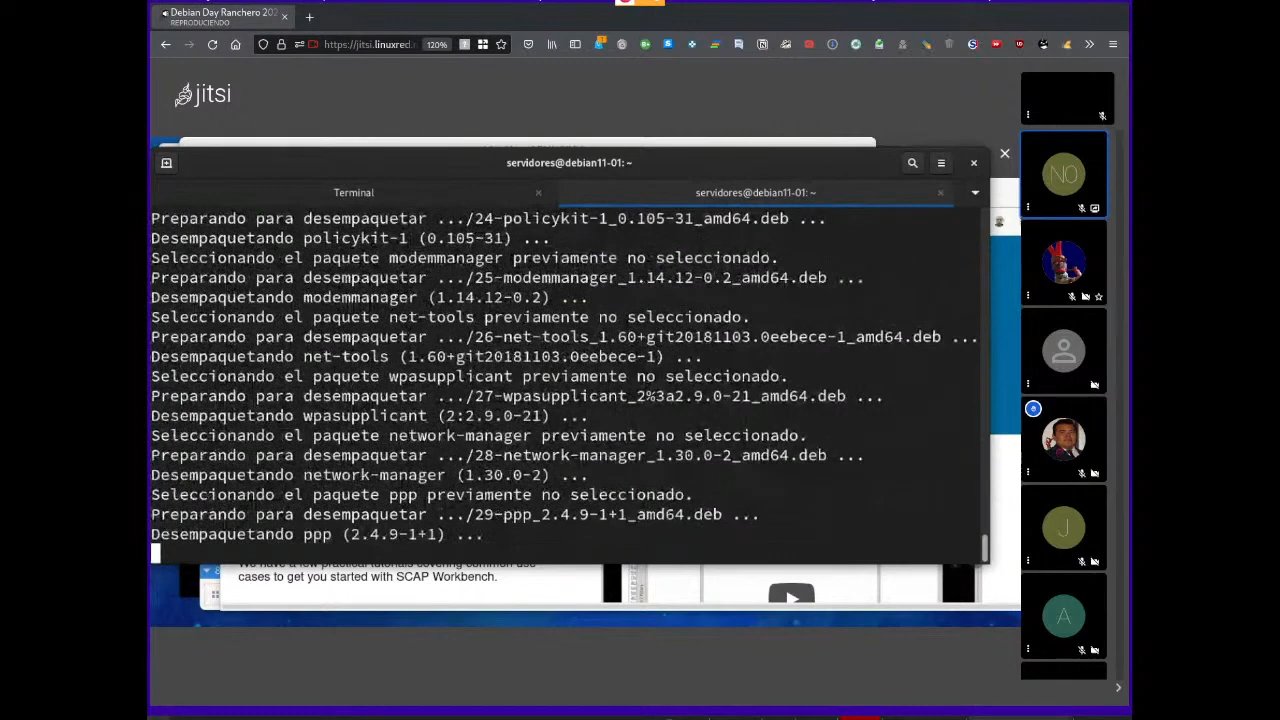 Debian Day Ranchero 202
REPRODUCIENDO
https://jitsi.linuxred.
120%
jitsi
servidores@debian11-01: ~
Terminal
servidores@debian11-01: ~
Preparando para desempaquetar .../24-policykit-1_0.105-31_amd64.deb ...
Desempaquetando policykit-1 (0.105-31) ...
Seleccionando el paquete modemmanager previamente no seleccionado.
Preparando para desempaquetar .../25-modemmanager_1.14.12-0.2_amd64.deb ...
Desempaquetando modemmanager (1.14.12-0.2) ...
Seleccionando el paquete net-tools previamente no seleccionado.
Preparando para desempaquetar .../26-net-tools_1.60+git20181103.0eebece-1_amd64.deb ...
Desempaquetando net-tools (1.60+git20181103.0eebece-1) ...
Seleccionando el paquete wpasupplicant previamente no seleccionado.
Preparando para desempaquetar .../27-wpasupplicant_2%3a2.9.0-21_amd64.deb ...
Desempaquetando wpasupplicant (2:2.9.0-21) ...
Seleccionando el paquete network-manager previamente no seleccionado.
Preparando para desempaquetar .../28-network-manager_1.30.0-2_amd64.deb ...
Desempaquetando network-manager (1.30.0-2) ...
Seleccionando el paquete ppp previamente no seleccionado.
Preparando para desempaquetar .../29-ppp_2.4.9-1+1_amd64.deb ...
Desempaquetando ppp (2.4.9-1+1) ...
We have a few practical tutorials covering common use
cases to get you started with SCAP Workbench.
NO
J
A